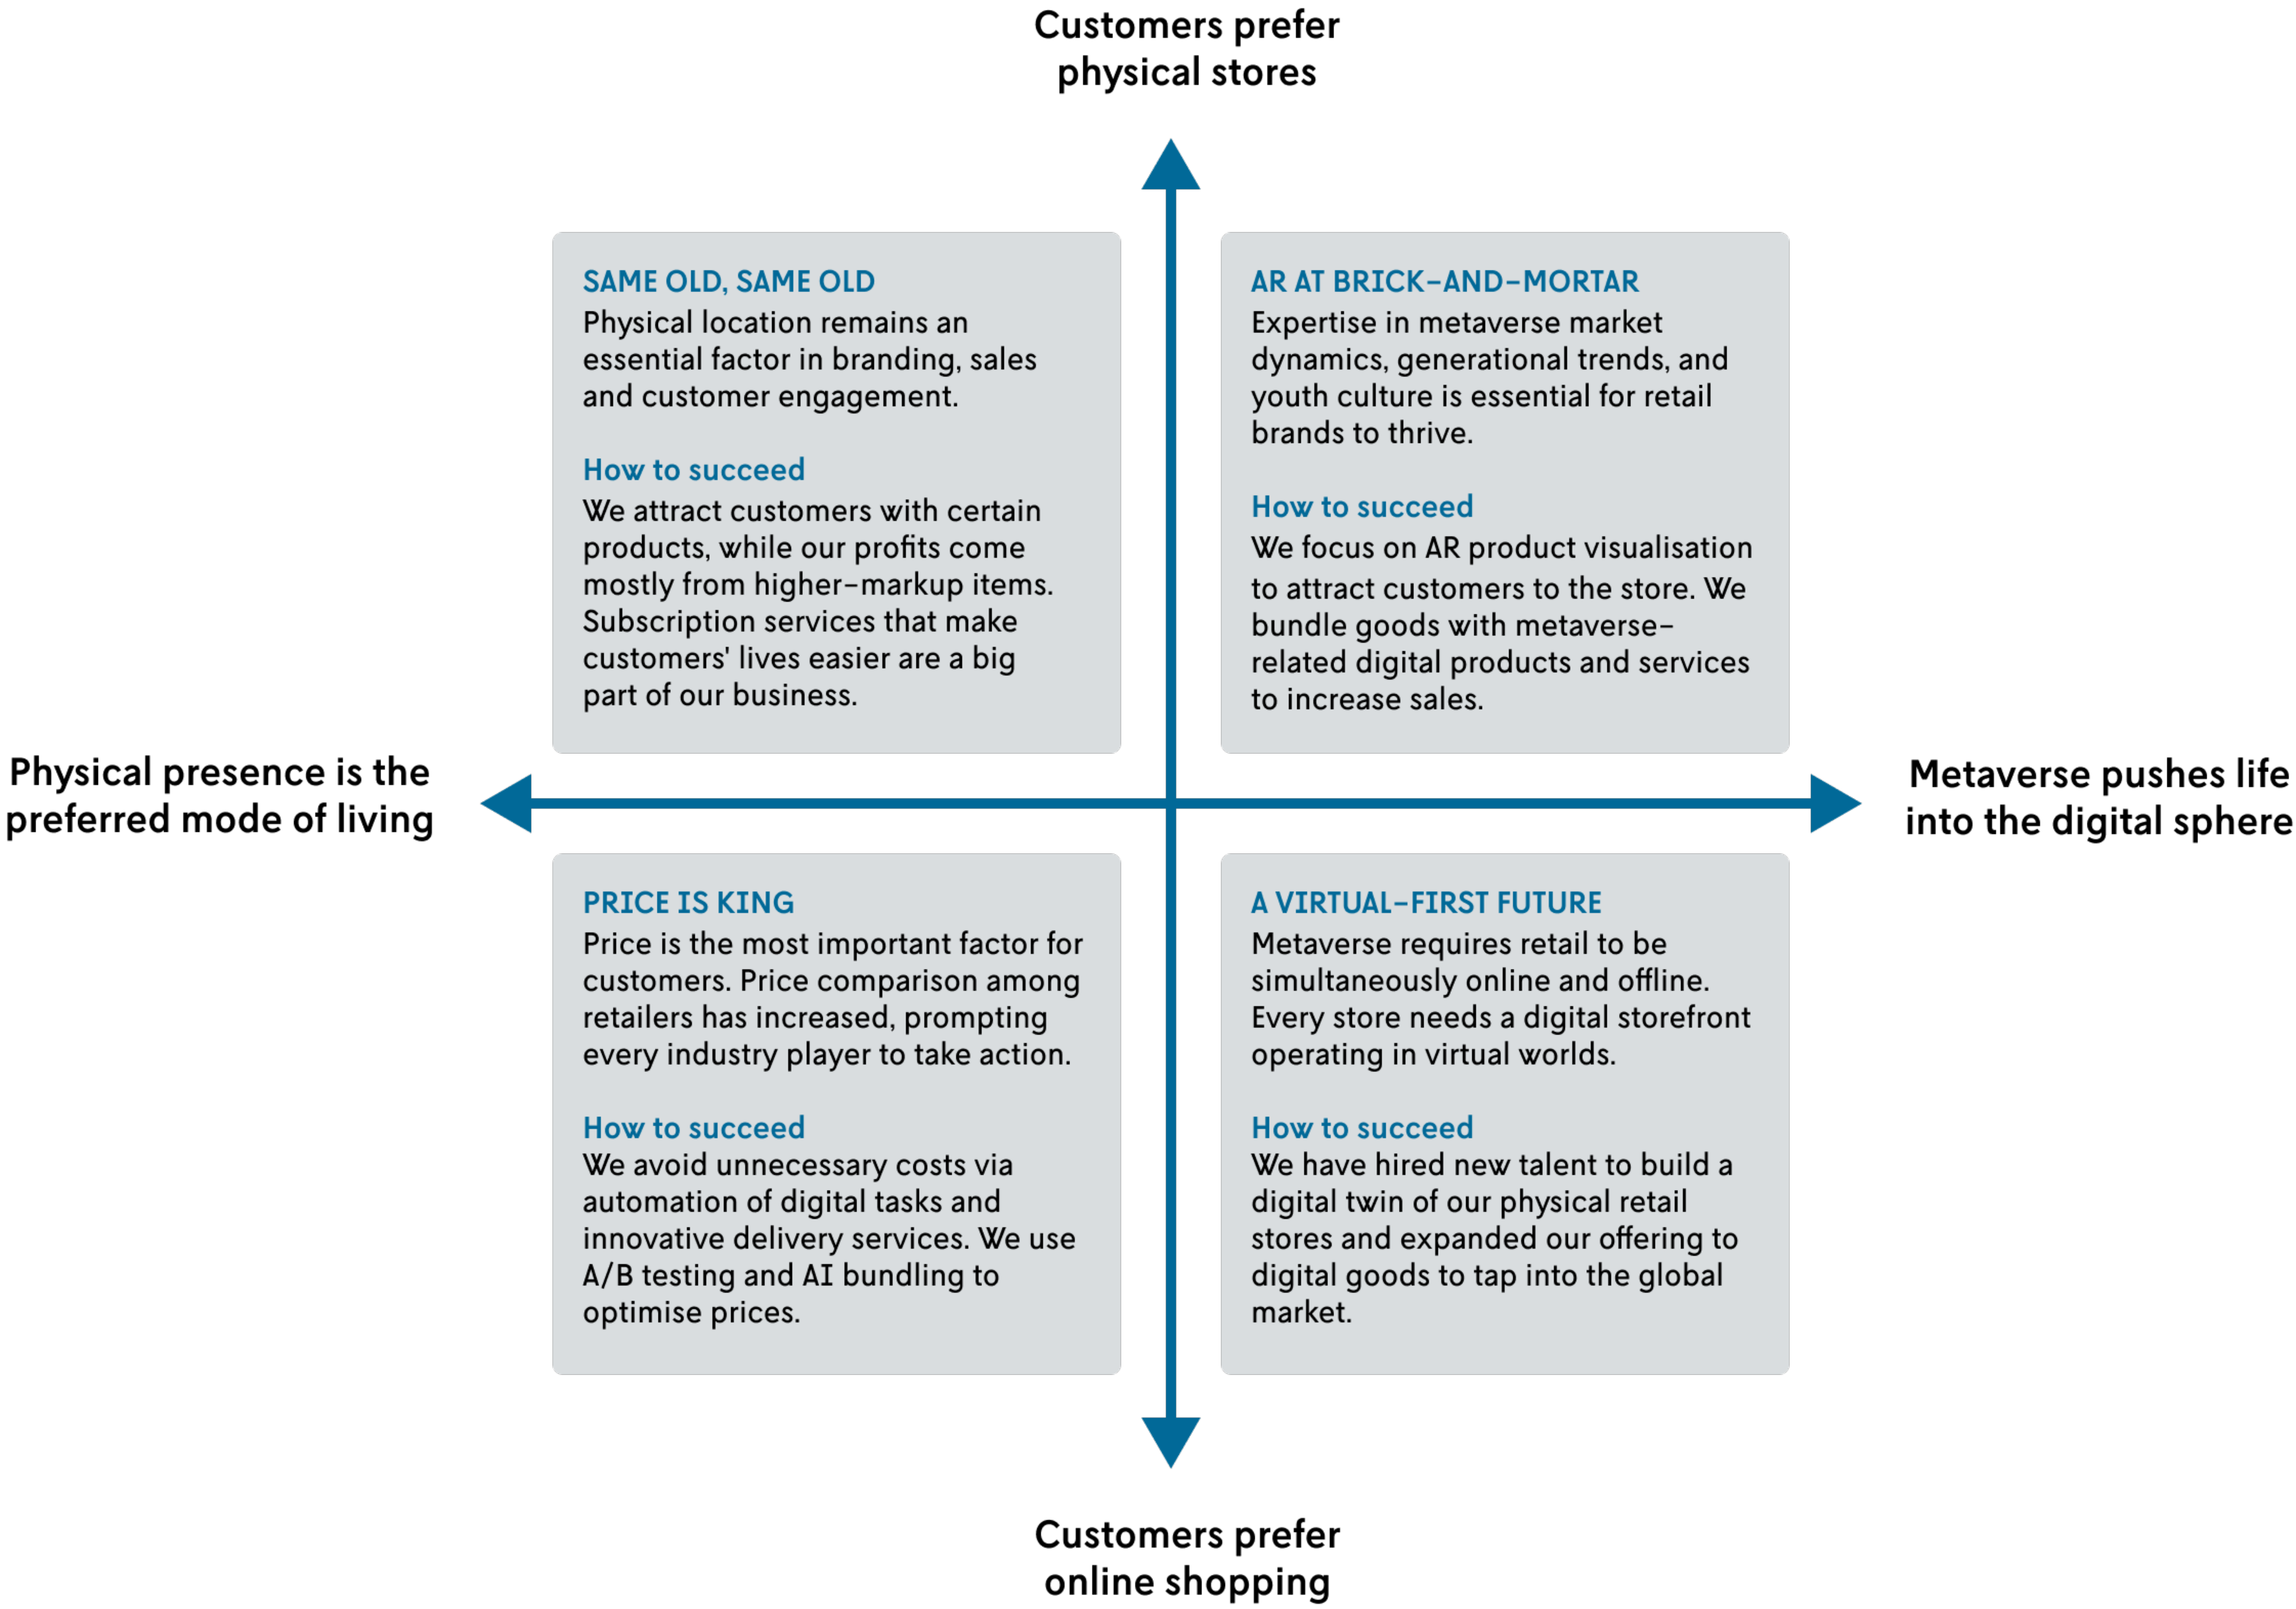 Customers prefer
physical stores
SAME OLD, SAME OLD
Physical location remains an
essential factor in branding, sales
and customer engagement.
How to succeed
We attract customers with certain
products, while our profits come
mostly from higher-markup items.
Subscription services that make
customers' lives easier are a big
part of our business.
AR AT BRICK-AND-MORTAR
Expertise in metaverse market
dynamics, generational trends, and
youth culture is essential for retail
brands to thrive.
How to succeed
We focus on AR product visualisation
to attract customers to the store. We
bundle goods with metaverse-
related digital products and services
to increase sales.
Physical presence is the
preferred mode of living
Metaverse pushes life
into the digital sphere
PRICE IS KING
Price is the most important factor for
customers. Price comparison among
retailers has increased, prompting
every industry player to take action.
How to succeed
We avoid unnecessary costs via
automation of digital tasks and
innovative delivery services. We use
A/B testing and AI bundling to
optimise prices.
A VIRTUAL-FIRST FUTURE
Metaverse requires retail to be
simultaneously online and offline.
Every store needs a digital storefront
operating in virtual worlds.
How to succeed
We have hired new talent to build a
digital twin of our physical retail
stores and expanded our offering to
digital goods to tap into the global
market.
Customers prefer
online shopping